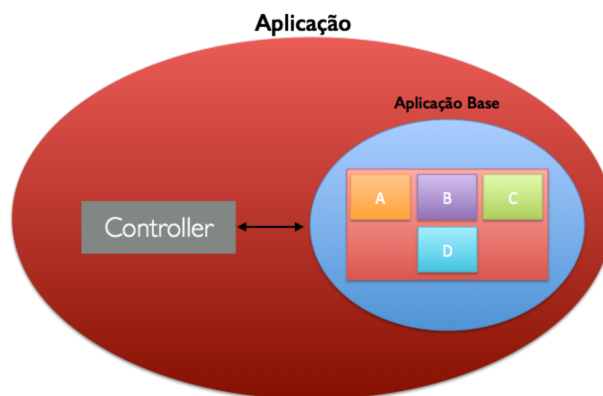 Aplicação
Aplicação Base
A B C
Controller
D